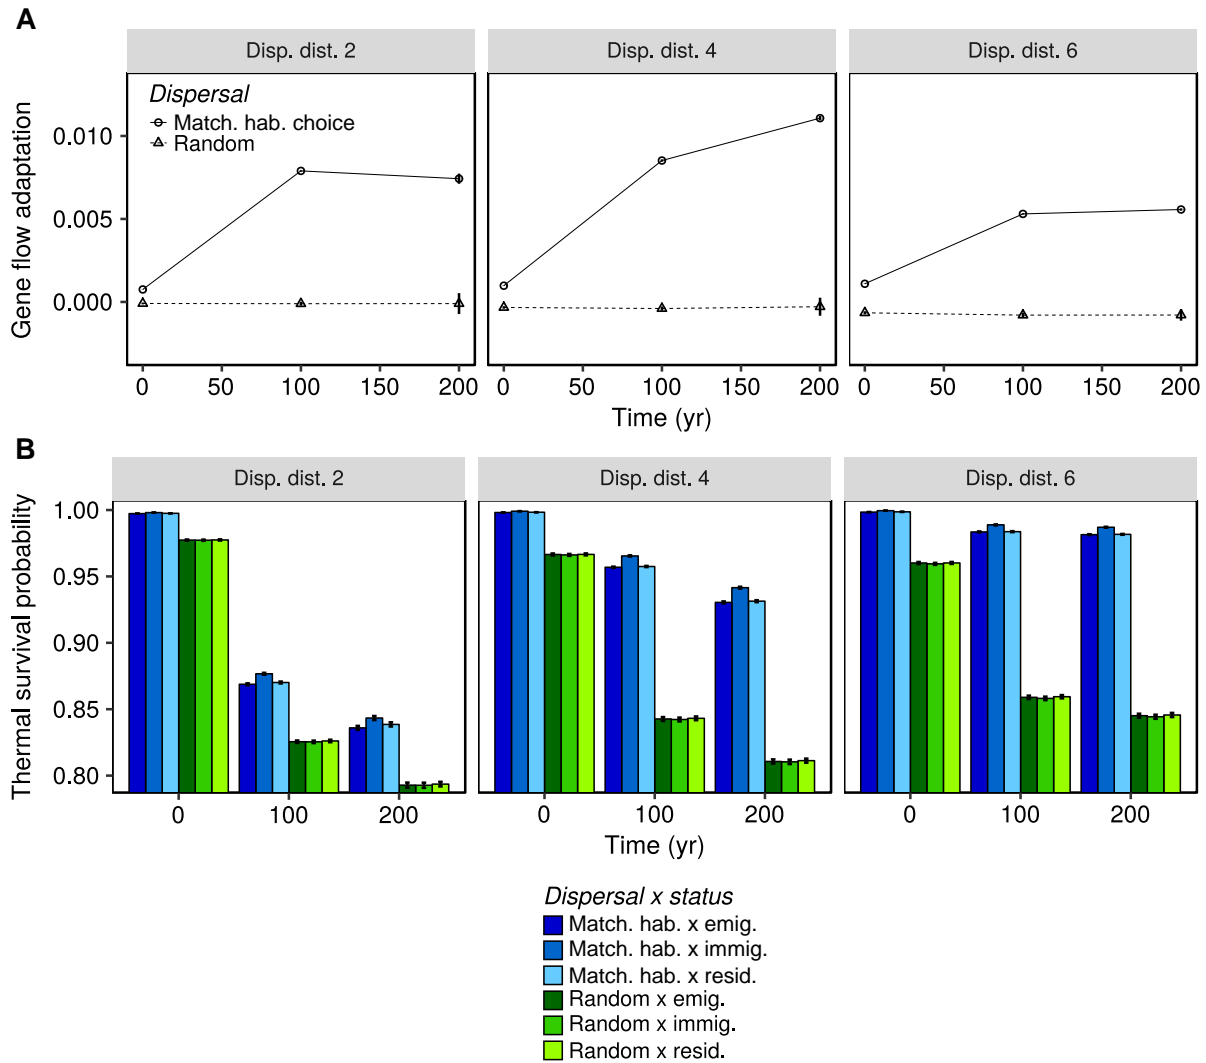 A
Disp. dist. 2
Disp. dist. 4
Disp. dist. 6
Gene flow adaptation
0.010
0.005
0.000
Dispersal
Match. hab. choice
Random
0 50 100 150 200
0 50 100 150 200
0 50 100 150 200
Time (yr)
B
Disp. dist. 2
Disp. dist. 4
Disp. dist. 6
Thermal survival probability
1.00
0.95
0.90
0.85
0.80
0 100 200
0 100 200
0 100 200
Time (yr)
Dispersal x status
Match. hab. x emig.
Match. hab. x immig.
Match. hab. x resid.
Random x emig.
Random x immig.
Random x resid.